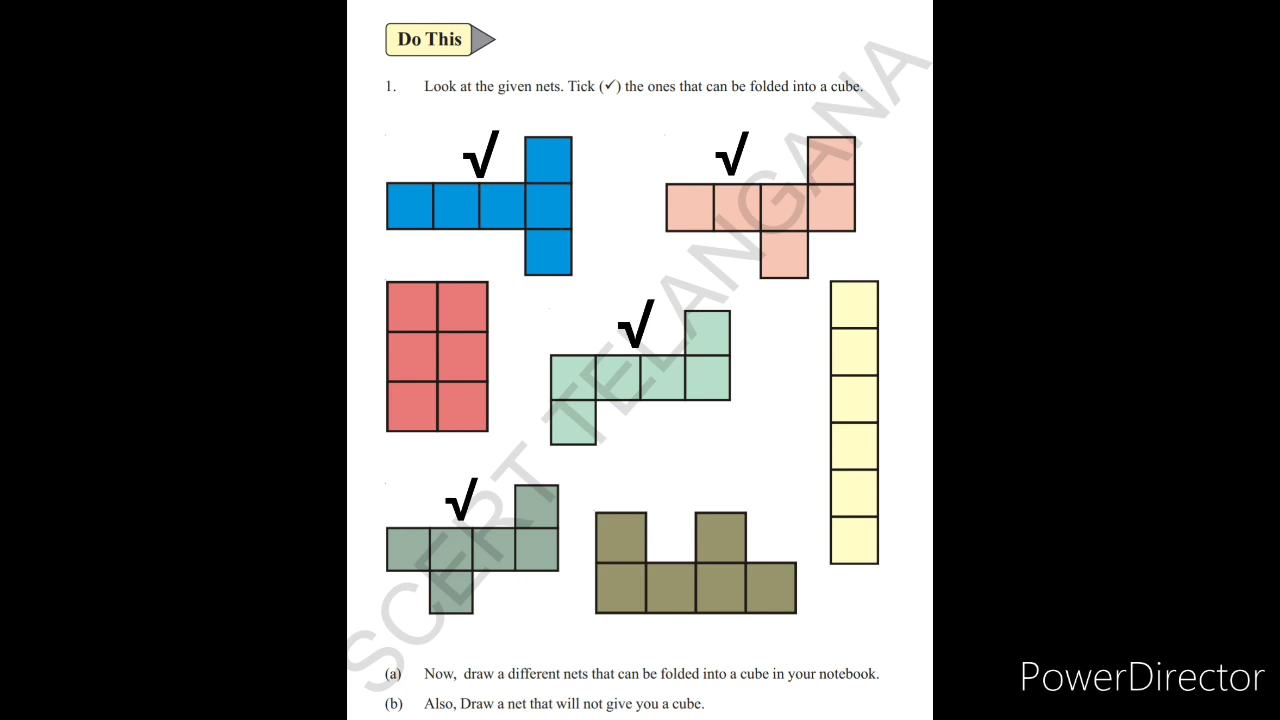 Do This
1. Look at the given nets. Tick (✓) the ones that can be folded into a cube.
√
√
√
√
SCERT TELANGANA
(a) Now, draw a different nets that can be folded into a cube in your notebook.
(b) Also, Draw a net that will not give you a cube.
PowerDirector